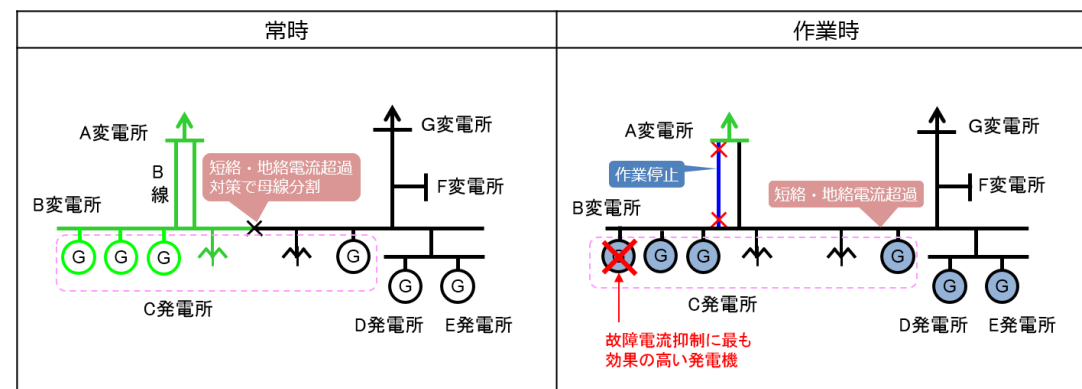 常時
作業時
A変電所
B線
短絡・地絡電流超過
対策で母線分割
G変電所
F変電所
B変電所
G
G
G
G
C発電所
G
G
D発電所
E発電所
A変電所
作業停止
短絡・地絡電流超過
G変電所
F変電所
B変電所
G
G
G
G
C発電所
G
G
D発電所
E発電所
故障電流抑制に最も
効果の高い発電機